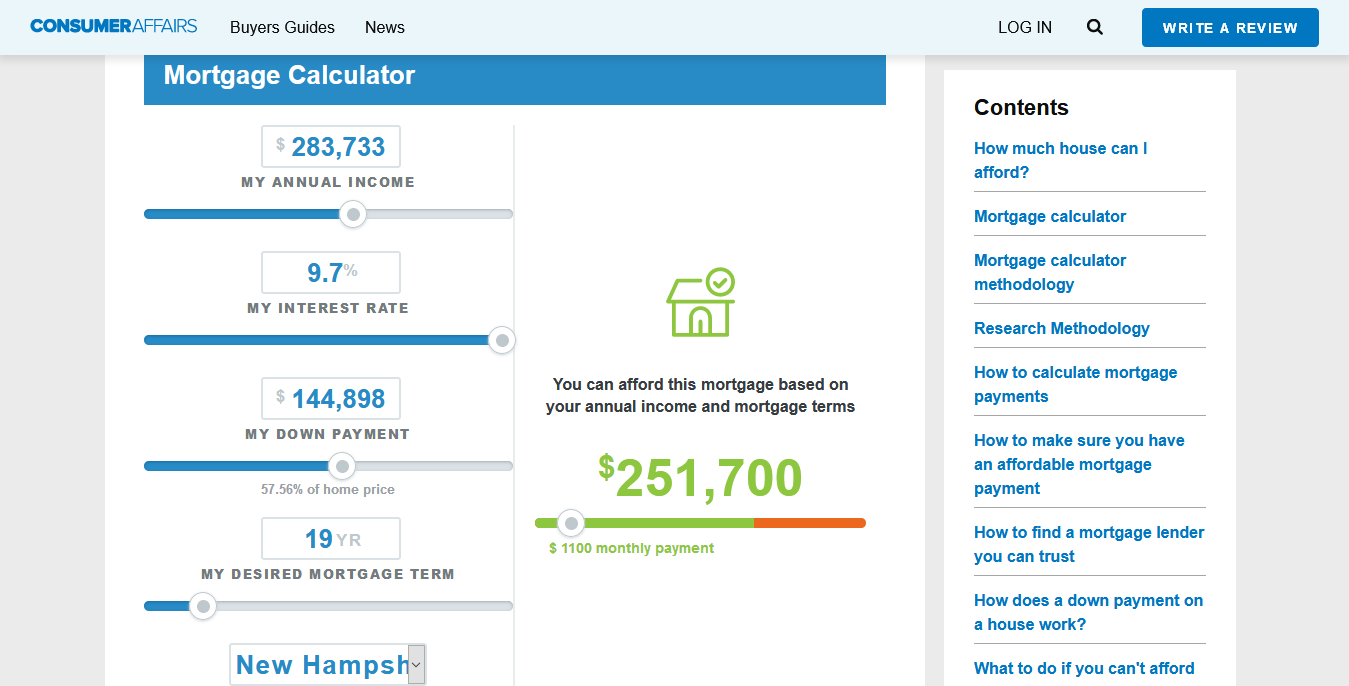 CONSUMERAFFAIRS Buyers Guides News LOG IN WRITE A REVIEW
Mortgage Calculator
$ 283,733
MY ANNUAL INCOME
9.7%
MY INTEREST RATE
$ 144,898
MY DOWN PAYMENT
57.56% of home price
19 YR
MY DESIRED MORTGAGE TERM
New Hampsh
You can afford this mortgage based on
your annual income and mortgage terms
$251,700
$ 1100 monthly payment
Contents
How much house can I
afford?
Mortgage calculator
Mortgage calculator
methodology
Research Methodology
How to calculate mortgage
payments
How to make sure you have
an affordable mortgage
payment
How to find a mortgage lender
you can trust
How does a down payment on
a house work?
What to do if you can't afford